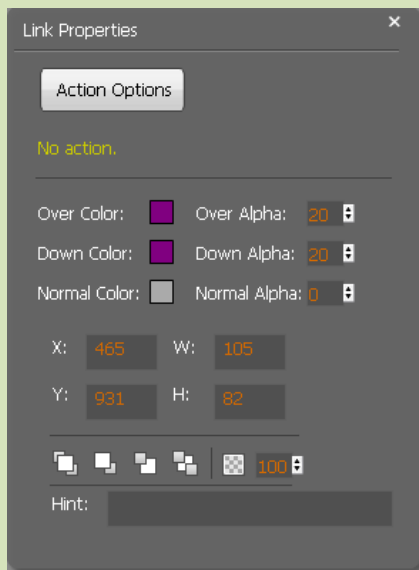 Link Properties
Action Options
No action.
Over Color: Over Alpha: 20
Down Color: Down Alpha: 20
Normal Color: Normal Alpha: 0
X: 465 W: 105
Y: 931 H: 82
100
Hint: